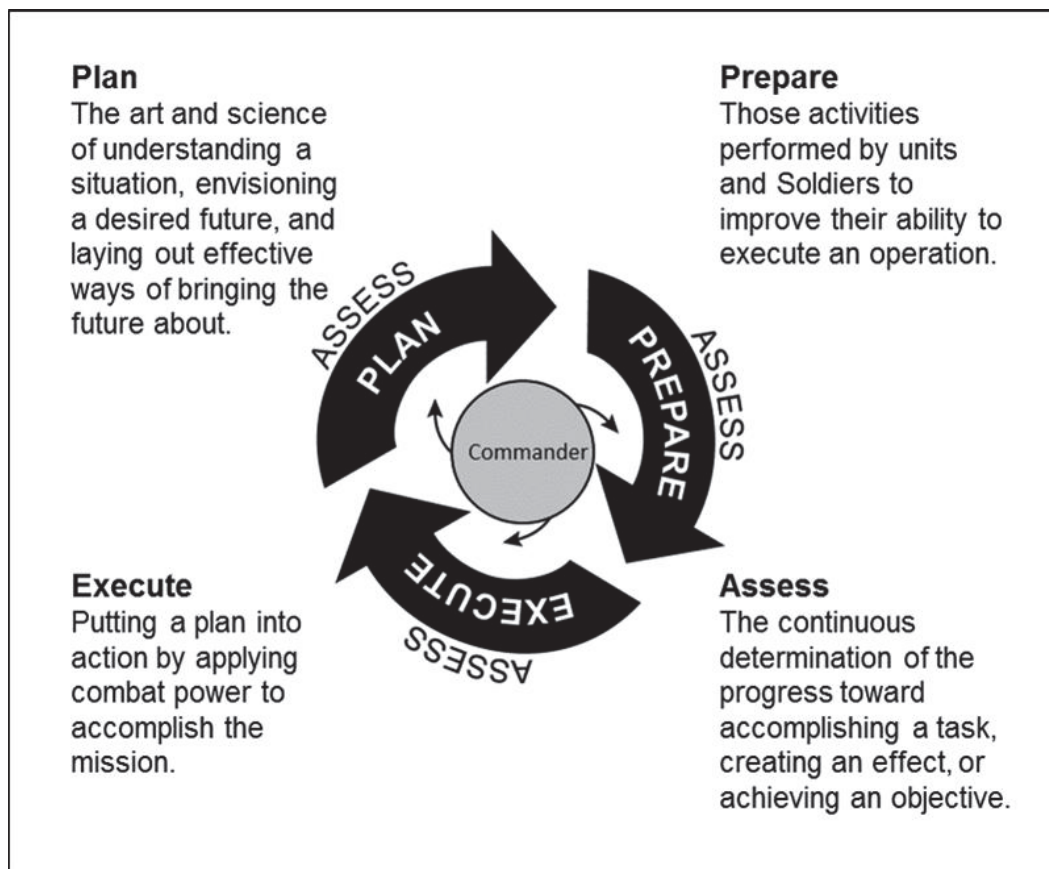 Plan
The art and science
of understanding a
situation, envisioning
a desired future, and
laying out effective
ways of bringing the
future about.
Prepare
Those activities
performed by units
and Soldiers to
improve their ability to
execute an operation.
ASSESS
PLAN
ASSESS
PREPARE
Commander
EXECUTE
ASSESS
Execute
Putting a plan into
action by applying
combat power to
accomplish the
mission.
Assess
The continuous
determination of the
progress toward
accomplishing a task,
creating an effect, or
achieving an objective.